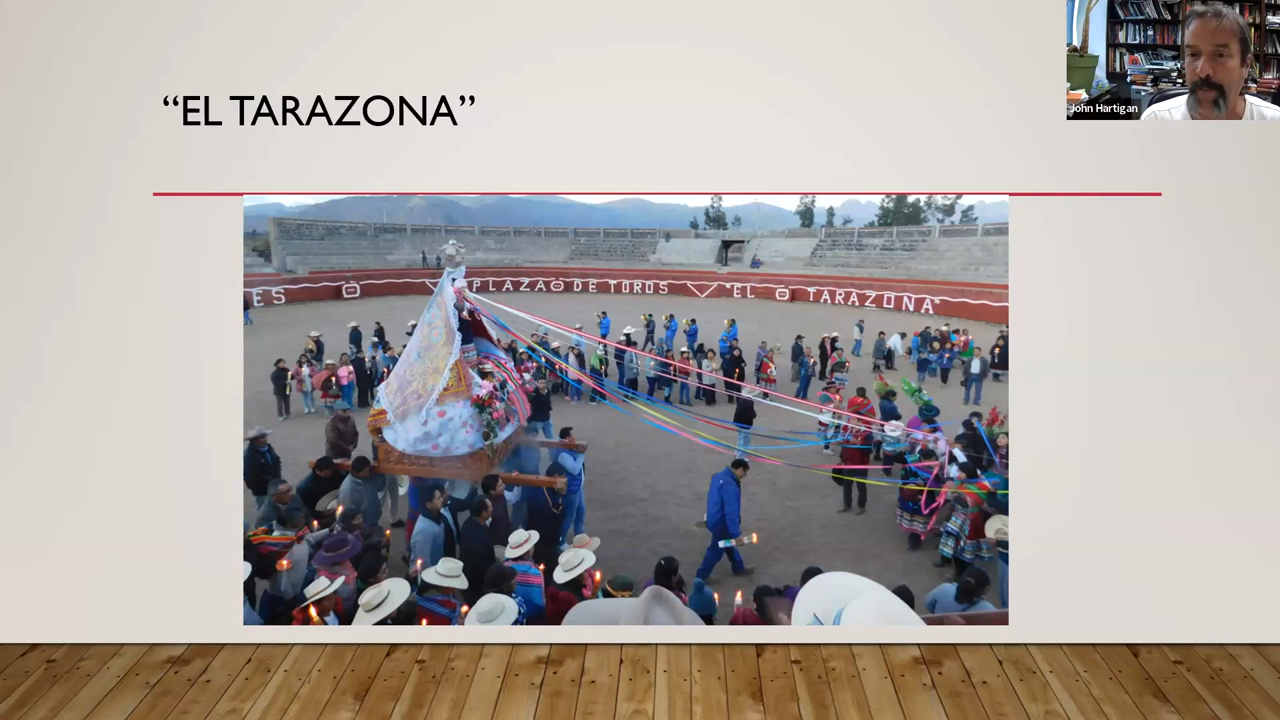 “EL TARAZONA”
John Hartigan
ES PLAZA DE TOROS "EL TARAZONA"